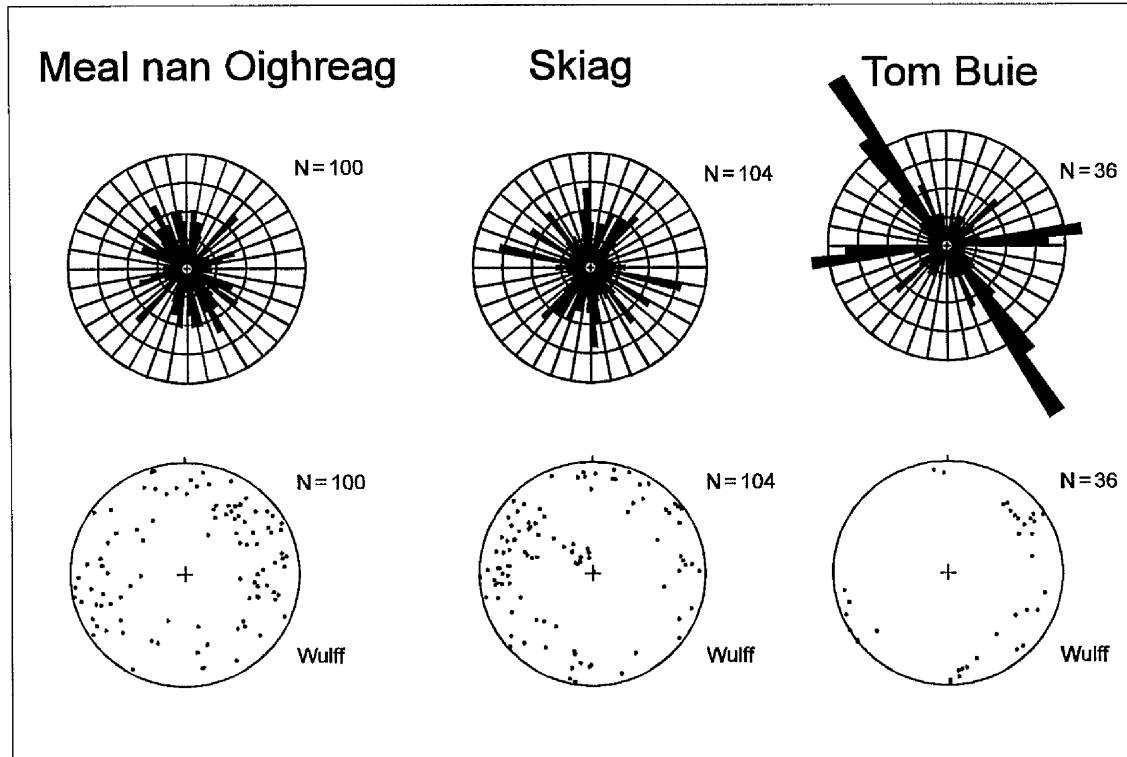 Meal nan Oighreag
Skiag
Tom Buie
N=100
N=104
N=36
N=100
N=104
N=36
Wulff
Wulff
Wulff